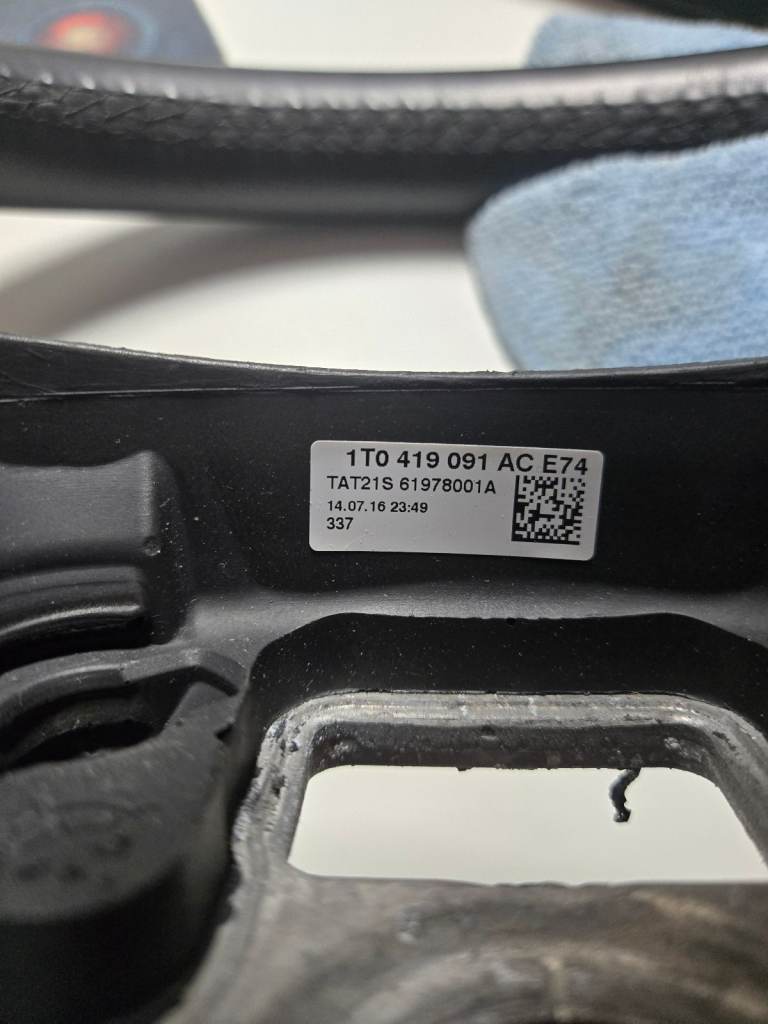 1T0 419 091 AC E74
TAT21S 61978001A
14.07.16 23:49
337